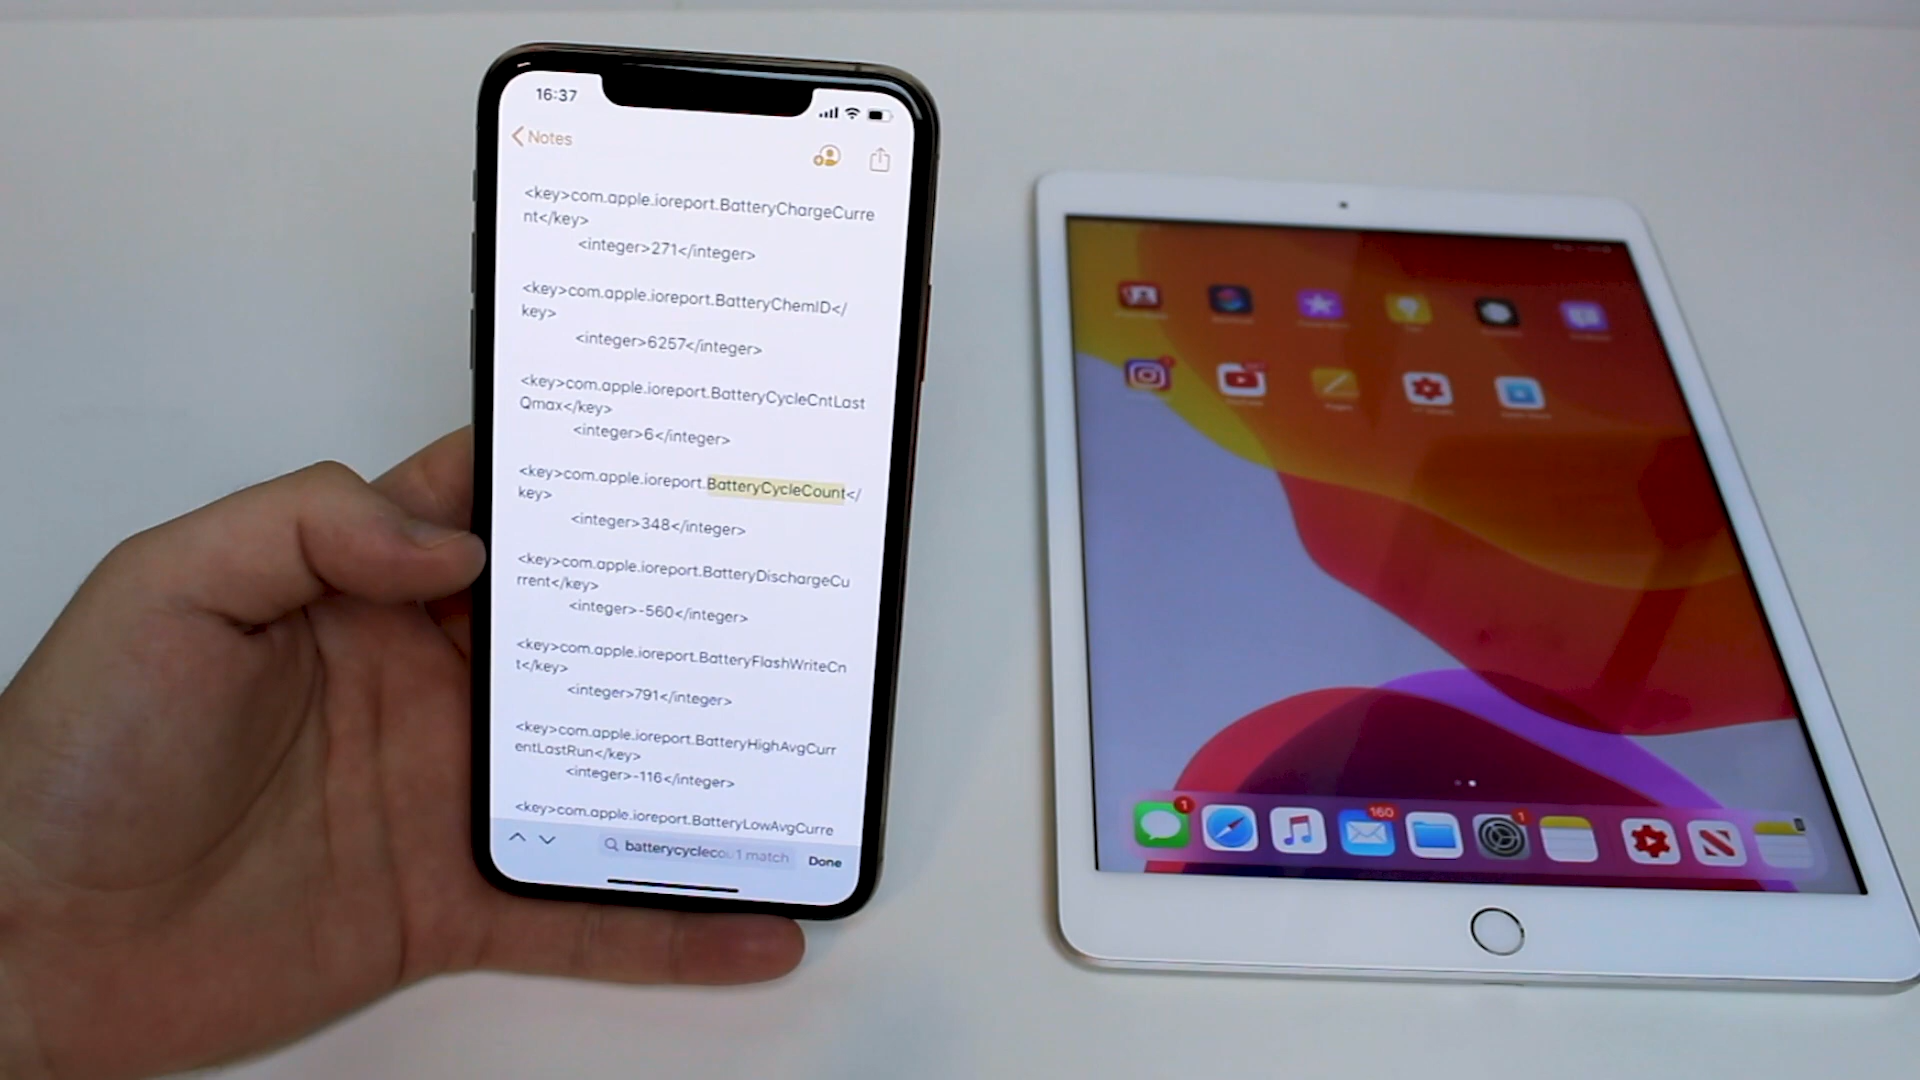 16:37
Notes
<key>com.apple.ioreport.BatteryChargeCurre
nt</key>
<integer>271</integer>
<key>com.apple.ioreport.BatteryChemID</
key>
<integer>6257</integer>
<key>com.apple.ioreport.BatteryCycleCntLast
Qmax</key>
<integer>6</integer>
<key>com.apple.ioreport.BatteryCycleCount</
key>
<integer>348</integer>
<key>com.apple.ioreport.BatteryDischargeCu
rrent</key>
<integer>-560</integer>
<key>com.apple.ioreport.BatteryFlashWriteCn
t</key>
<integer>791</integer>
<key>com.apple.ioreport.BatteryHighAvgCurr
entLastRun</key>
<integer>-116</integer>
<key>com.apple.ioreport.BatteryLowAvgCurre
batterycyclecou 1 match Done
1
160
1